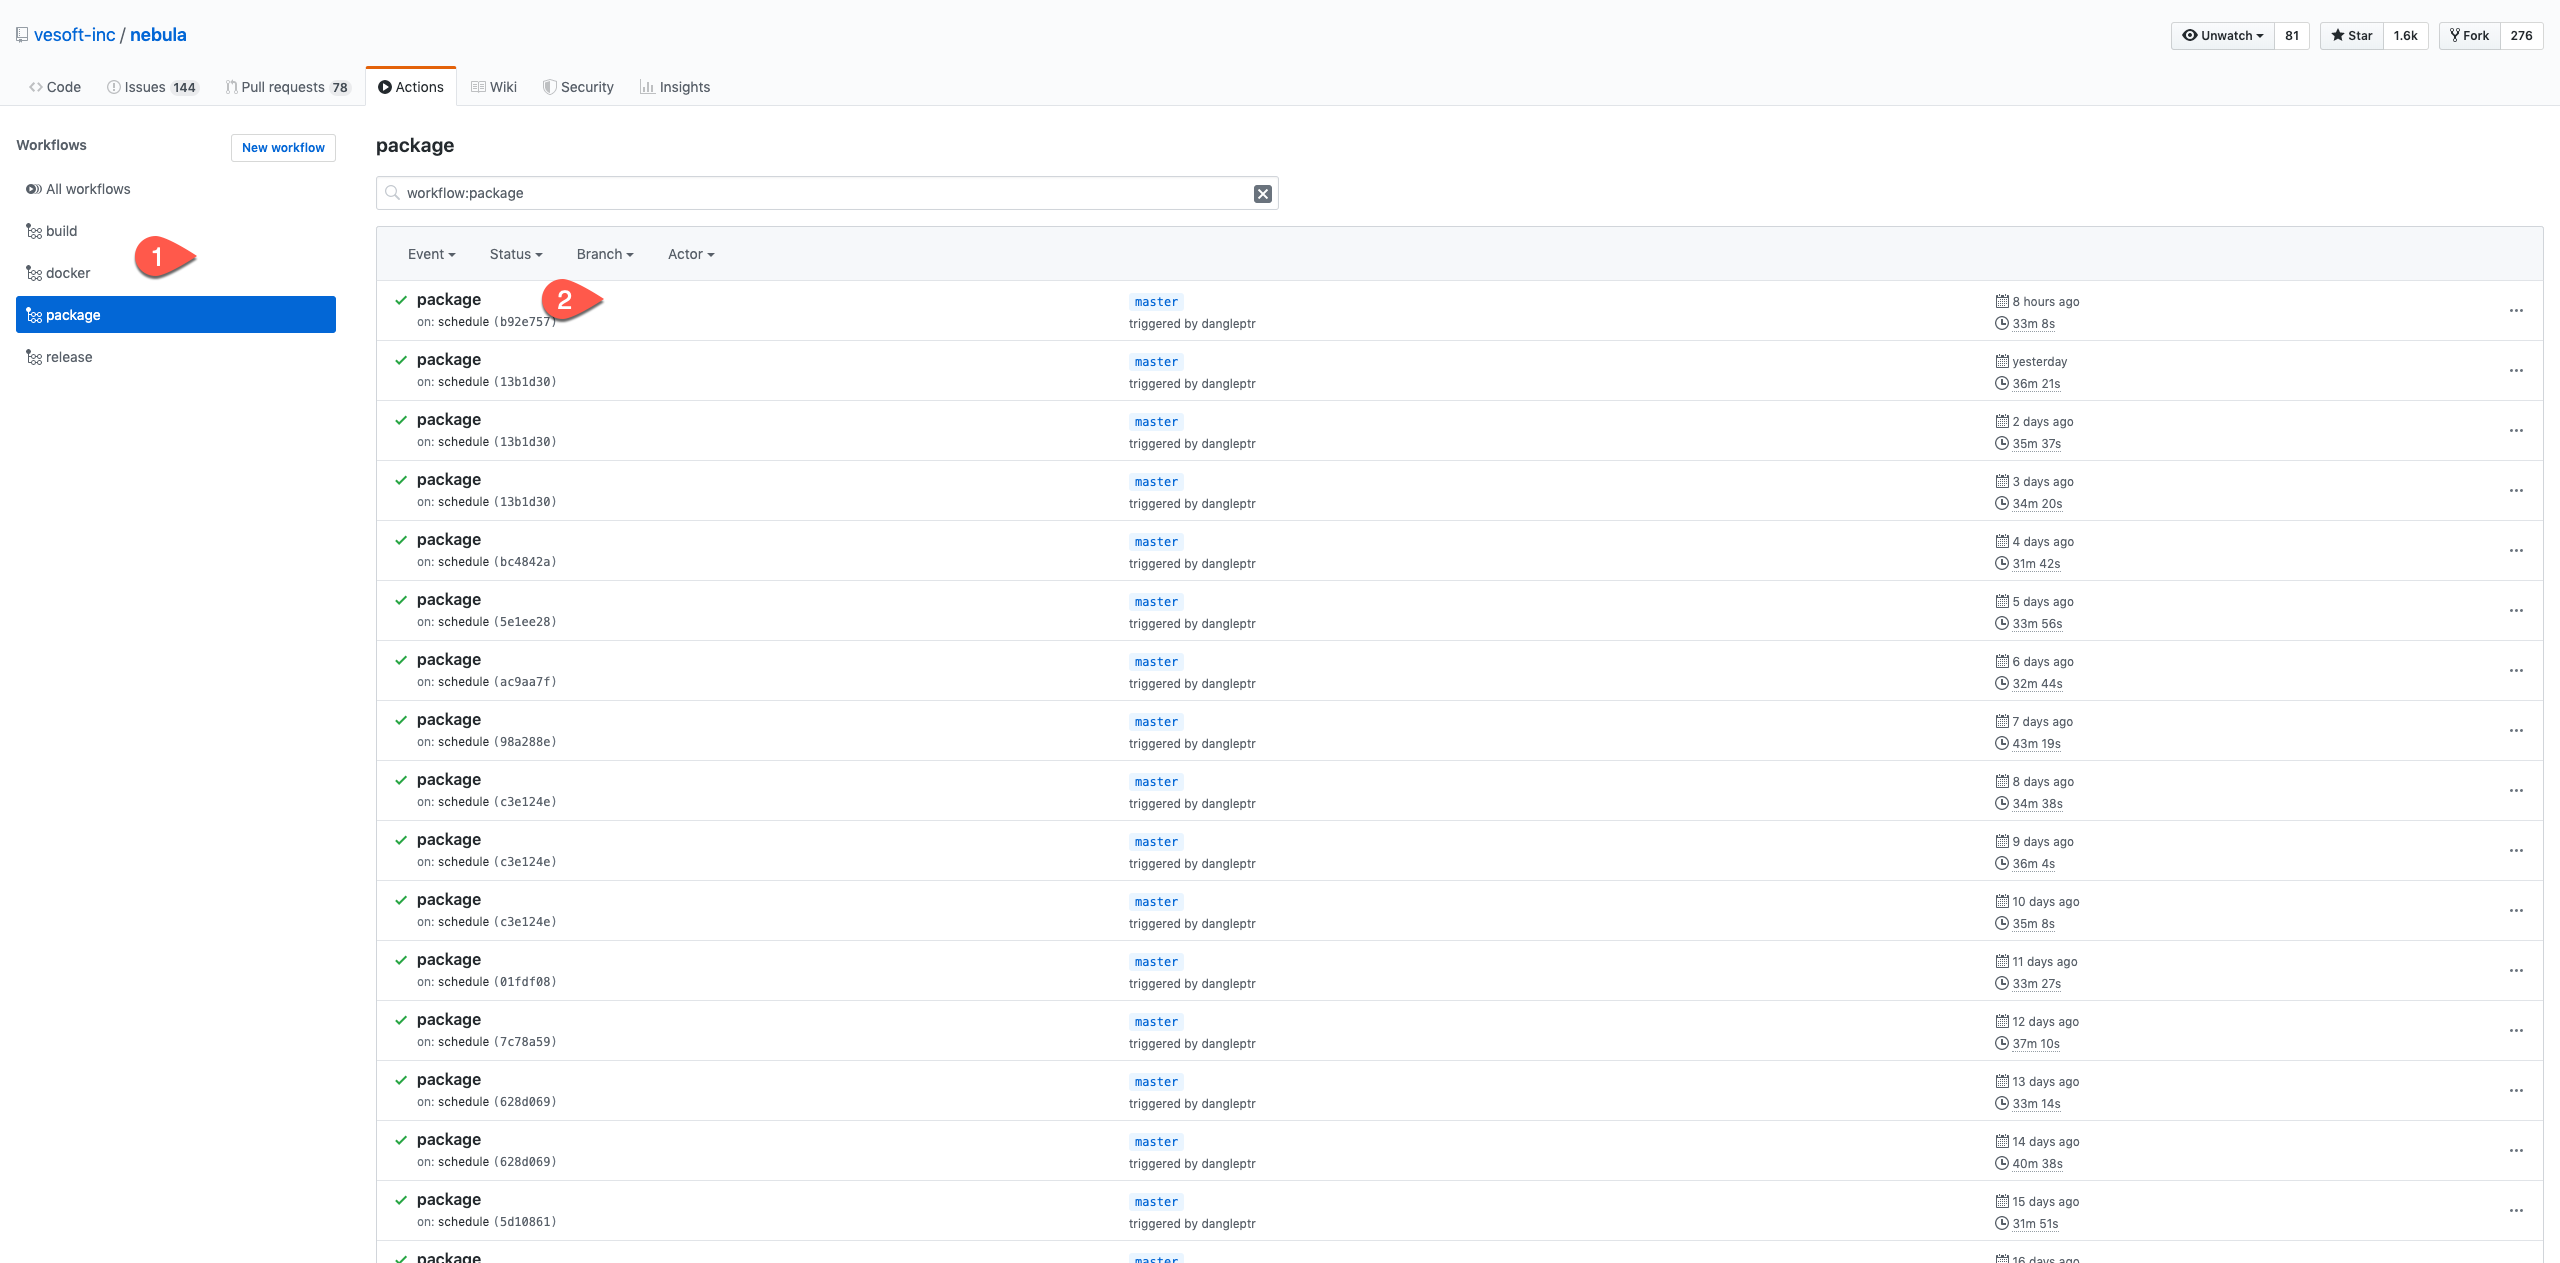 vesoft-inc / nebula
Unwatch 81 Star 1.6k Fork 276
Code Issues 144 Pull requests 78 Actions Wiki Security Insights
Workflows
New workflow
All workflows
build
1
docker
package
release
package
workflow:package
Event Status Branch Actor
2
package master 8 hours ago
on: schedule (b92e757) triggered by dangleptr 33m 8s
package master yesterday
on: schedule (13b1d30) triggered by dangleptr 36m 21s
package master 2 days ago
on: schedule (13b1d30) triggered by dangleptr 35m 37s
package master 3 days ago
on: schedule (13b1d30) triggered by dangleptr 34m 20s
package master 4 days ago
on: schedule (bc4842a) triggered by dangleptr 31m 42s
package master 5 days ago
on: schedule (5e1ee28) triggered by dangleptr 33m 56s
package master 6 days ago
on: schedule (ac9aa7f) triggered by dangleptr 32m 44s
package master 7 days ago
on: schedule (98a288e) triggered by dangleptr 43m 19s
package master 8 days ago
on: schedule (c3e124e) triggered by dangleptr 34m 38s
package master 9 days ago
on: schedule (c3e124e) triggered by dangleptr 36m 4s
package master 10 days ago
on: schedule (c3e124e) triggered by dangleptr 35m 8s
package master 11 days ago
on: schedule (01fdf08) triggered by dangleptr 33m 27s
package master 12 days ago
on: schedule (7c78a59) triggered by dangleptr 37m 10s
package master 13 days ago
on: schedule (628d069) triggered by dangleptr 33m 14s
package master 14 days ago
on: schedule (628d069) triggered by dangleptr 40m 38s
package master 15 days ago
on: schedule (5d10861) triggered by dangleptr 31m 51s
package master 16 days ago